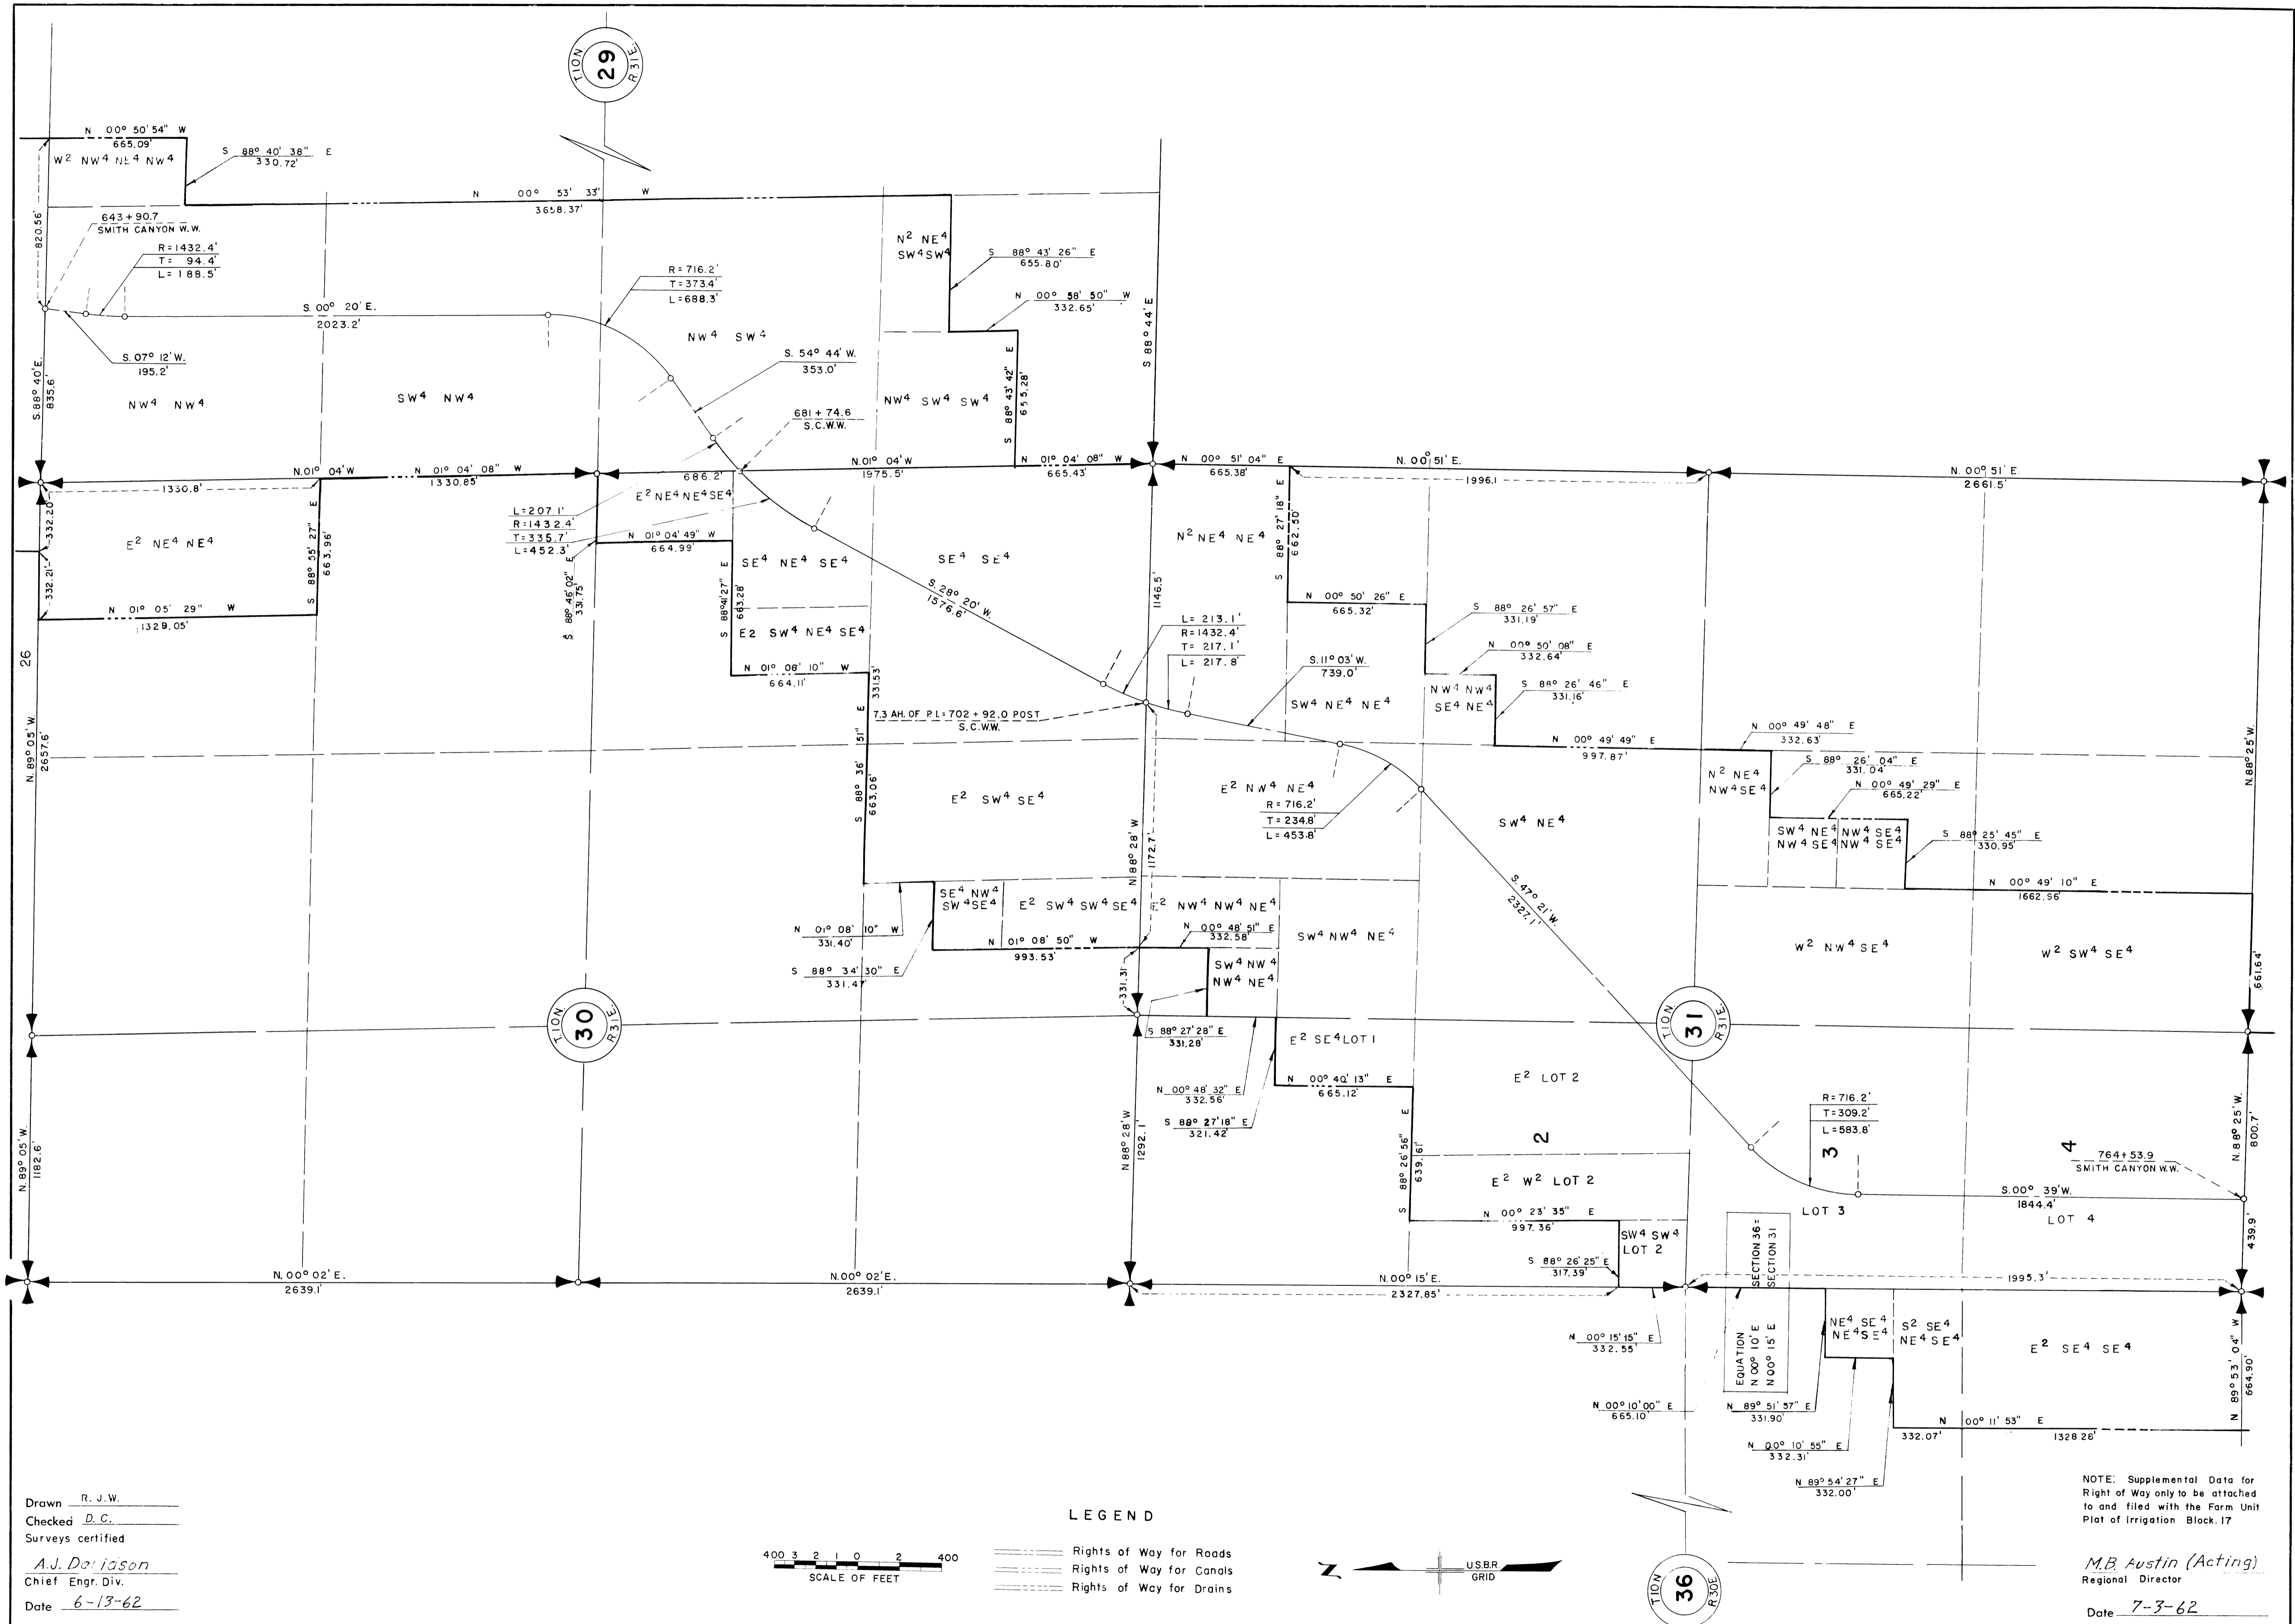 T.10N.
29
R.31E.
N 00° 50' 54" W
665.09'
W² NW⁴ NE⁴ NW⁴
S 88° 40' 38" E
330.72'
N 00° 53' 33" W
3658.37'
820.56'
643+90.7
SMITH CANYON W.W.
R=1432.4'
T= 94.4'
L=188.5'
N² NE⁴
SW⁴SW⁴
S 88° 43' 26" E
655.80'
R=716.2'
T=373.4'
L=688.3'
N 00° 58' 50" W
332.65'
S 88° 44' E
S. 00° 20' E.
2023.2'
NW⁴ SW⁴
S. 07° 12' W.
195.2'
S. 54° 44' W.
353.0'
S. 88° 40' E.
835.6'
NW⁴ NW⁴
SW⁴ NW⁴
NW⁴ SW⁴ SW⁴
S 88° 43' 42" E
655.28'
681+74.6
S.C.W.W.
N. 01° 04' W
N 01° 04' 08" W
1330.8'
1330.85'
686.2'
N. 01° 04' W
1975.5'
N 01° 04' 08" W
665.43'
N 00° 51' 04" E
665.38'
N. 00° 51' E.
1996.1
N. 00° 51' E.
2661.5'
332.20'
E² NE⁴ NE⁴
332.21'
S 88° 55' 27" E
663.96'
N 01° 05' 29" W
1329.05'
L=207.1'
R=1432.4'
T=335.7'
L=452.3'
E² NE⁴ NE⁴ SE⁴
N 01° 04' 49" W
664.99'
S 88° 46' 02" E
331.75'
S 88° 41' 27" E
663.28'
SE⁴ NE⁴ SE⁴
SE⁴ SE⁴
E2 SW⁴ NE⁴ SE⁴
S. 28° 20' W.
1576.6'
N 01° 06' 10" W
664.11'
331.53'
N² NE⁴ NE⁴
S 88° 27' 18" E
662.50'
1146.5'
N 00° 50' 26" E
665.32'
S 88° 26' 57" E
331.19'
L= 213.1'
R=1432.4'
T= 217.1'
L= 217.8'
N 00° 50' 08" E
332.64'
S. 11° 03' W.
739.0'
S 88° 26' 46" E
331.16'
SW⁴ NE⁴ NE⁴
NW⁴ NW⁴
SE⁴ NE⁴
26
N. 89° 05' W.
2657.6'
7.3 AH. OF P.I.=702+92.0 POST
S.C.W.W.
N 00° 49' 49" E
997.87'
N 00° 49' 48" E
332.63'
N. 88° 25' W.
S 88° 36' 51" E
663.06'
E² SW⁴ SE⁴
E² NW⁴ NE⁴
R=716.2'
T=234.8'
L=453.8'
SW⁴ NE⁴
N² NE⁴
NW⁴SE⁴
S 88° 26' 04" E
331.04'
N 00° 49' 29" E
665.22'
SW⁴ NE⁴ NW⁴ SE⁴
NW⁴ SE⁴ NW⁴ SE⁴
S 88° 25' 45" E
330.95'
N 88° 28' W
1172.7'
S. 47° 21' W.
2327.1'
N 00° 49' 10" E
1662.96'
SE⁴ NW⁴
SW⁴SE⁴
E² SW⁴ SW⁴ SE⁴
E² NW⁴ NW⁴ NE⁴
N 01° 08' 10" W
331.40'
N 01° 08' 50" W
993.53'
N 00° 48' 51" E
332.58'
SW⁴ NW⁴ NE⁴
W² NW⁴ SE⁴
W² SW⁴ SE⁴
S 88° 34' 30" E
331.47'
331.31'
SW⁴ NW⁴
NW⁴ NE⁴
661.64'
T.10N.
30
R.31E.
T.10N.
31
R.31E.
S 88° 27' 28" E
331.28'
E² SE⁴ LOT 1
N 00° 48' 32" E
332.56'
N 00° 40' 13" E
665.12'
E² LOT 2
S 88° 27' 18" E
321.42'
N. 89° 05' W.
1182.6'
N 88° 28' W
1292.1'
S 88° 26' 56" E
639.61'
2
R=716.2'
T=309.2'
L=583.8'
3
4
N. 88° 25' W.
800.7'
764+53.9
SMITH CANYON W.W.
E² W² LOT 2
S. 00° 39' W.
1844.4'
LOT 3
LOT 4
N 00° 23' 35" E
997.36'
SW⁴ SW⁴
LOT 2
S 88° 26' 25" E
317.39'
439.9'
N. 00° 02' E.
2639.1'
N. 00° 02' E.
2639.1'
N. 00° 15' E.
2327.85'
1995.3'
EQUATION SECTION 36 =
N 00° 10' E
N 00° 15' E SECTION 31
N 00° 15' 15" E
332.55'
NE⁴ SE⁴
NE⁴SE⁴
S² SE⁴
NE⁴ SE⁴
E² SE⁴ SE⁴
N 89° 53' 04" W
664.90'
N 00° 10' 00" E
665.10'
N 89° 51' 57" E
331.90'
N 00° 10' 55" E
332.31'
N 00° 11' 53" E
332.07'
1328.26'
N 89° 54' 27" E
332.00'
T.10N
36
R.30E
Drawn R. J. W.
Checked D. C.
Surveys certified
Chief Engr. Div.
Date 6-13-62
400 3 2 1 0 2 400
SCALE OF FEET
LEGEND
Rights of Way for Roads
Rights of Way for Canals
Rights of Way for Drains
N
U.S.B.R.
GRID
NOTE: Supplemental Data for
Right of Way only to be attached
to and filed with the Farm Unit
Plat of irrigation Block. 17
M.B. Austin (Acting)
Regional Director
Date 7-3-62